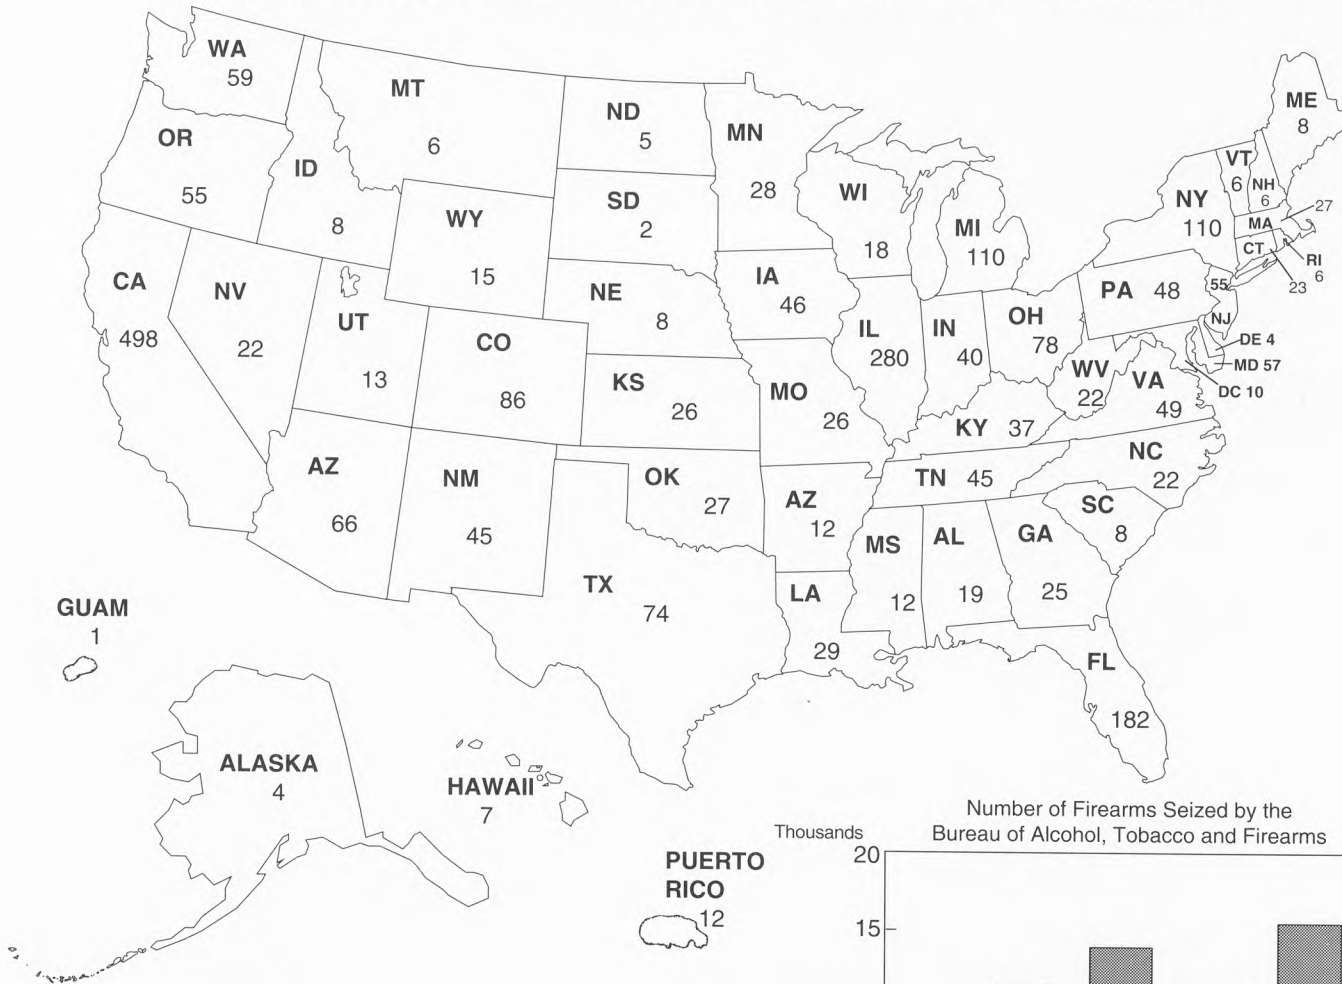 WA
59
MT
6
ND
5
MN
28
ME
8
OR
55
ID
8
SD
2
WI
18
VT
6
NH
6
NY
110
MA
27
WY
15
MI
110
CT
23
RI
6
CA
498
NV
22
UT
13
CO
86
NE
8
IA
46
PA 48
55
NJ
IL
280
IN
40
OH
78
DE 4
MD 57
DC 10
WV
22
VA
49
KS
26
MO
26
KY 37
AZ
66
NM
45
OK
27
AZ
12
TN 45
NC
22
SC
8
MS
12
AL
19
GA
25
TX
74
LA
29
FL
182
GUAM
1
ALASKA
4
HAWAII
7
PUERTO
RICO
12
Number of Firearms Seized by the
Bureau of Alcohol, Tobacco and Firearms
Thousands
20
15